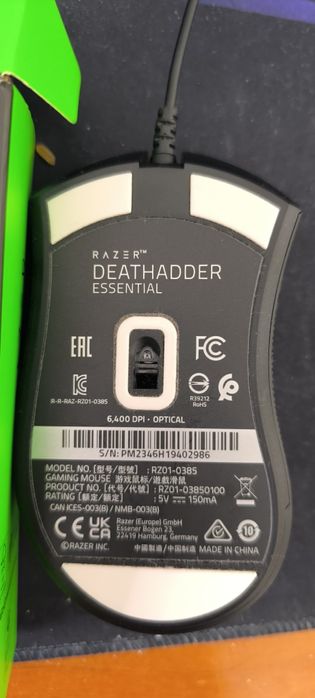 RAZER™
DEATHADDER
ESSENTIAL
EAC
FC
R-R-RAZ-RZ01-0385
R39212
RoHS
6,400 DPI • OPTICAL
S/N: PM2346H19402986
MODEL NO. [型号/型號] : RZ01-0385
GAMING MOUSE 游戏鼠标/遊戲滑鼠
PRODUCT NO. [代号/代號] : RZ01-03850100
RATING [额定/額定] : 5V ⎓ 150mA
CAN ICES-003(B) / NMB-003(B)
CE UK CA
Razer (Europe) GmbH
Essener Bogen 23,
22419 Hamburg, Germany
10
©RAZER INC. 中國製造/中国制造 MADE IN CHINA